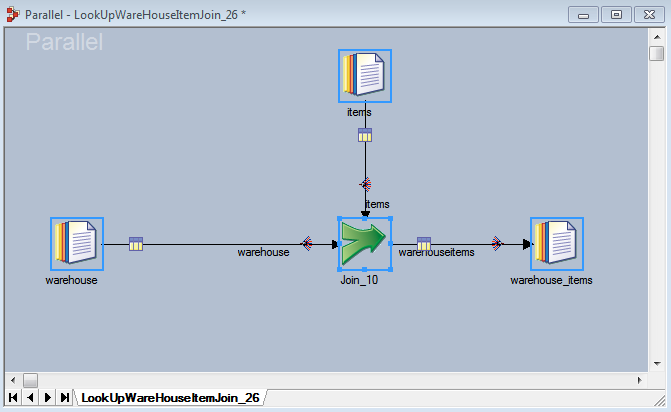 Parallel - LookUpWareHouseItemJoin_26 *
Parallel
items
items
warehouse
warehouseitems
warehouse
Join_10
warehouse_items
LookUpWareHouseItemJoin_26